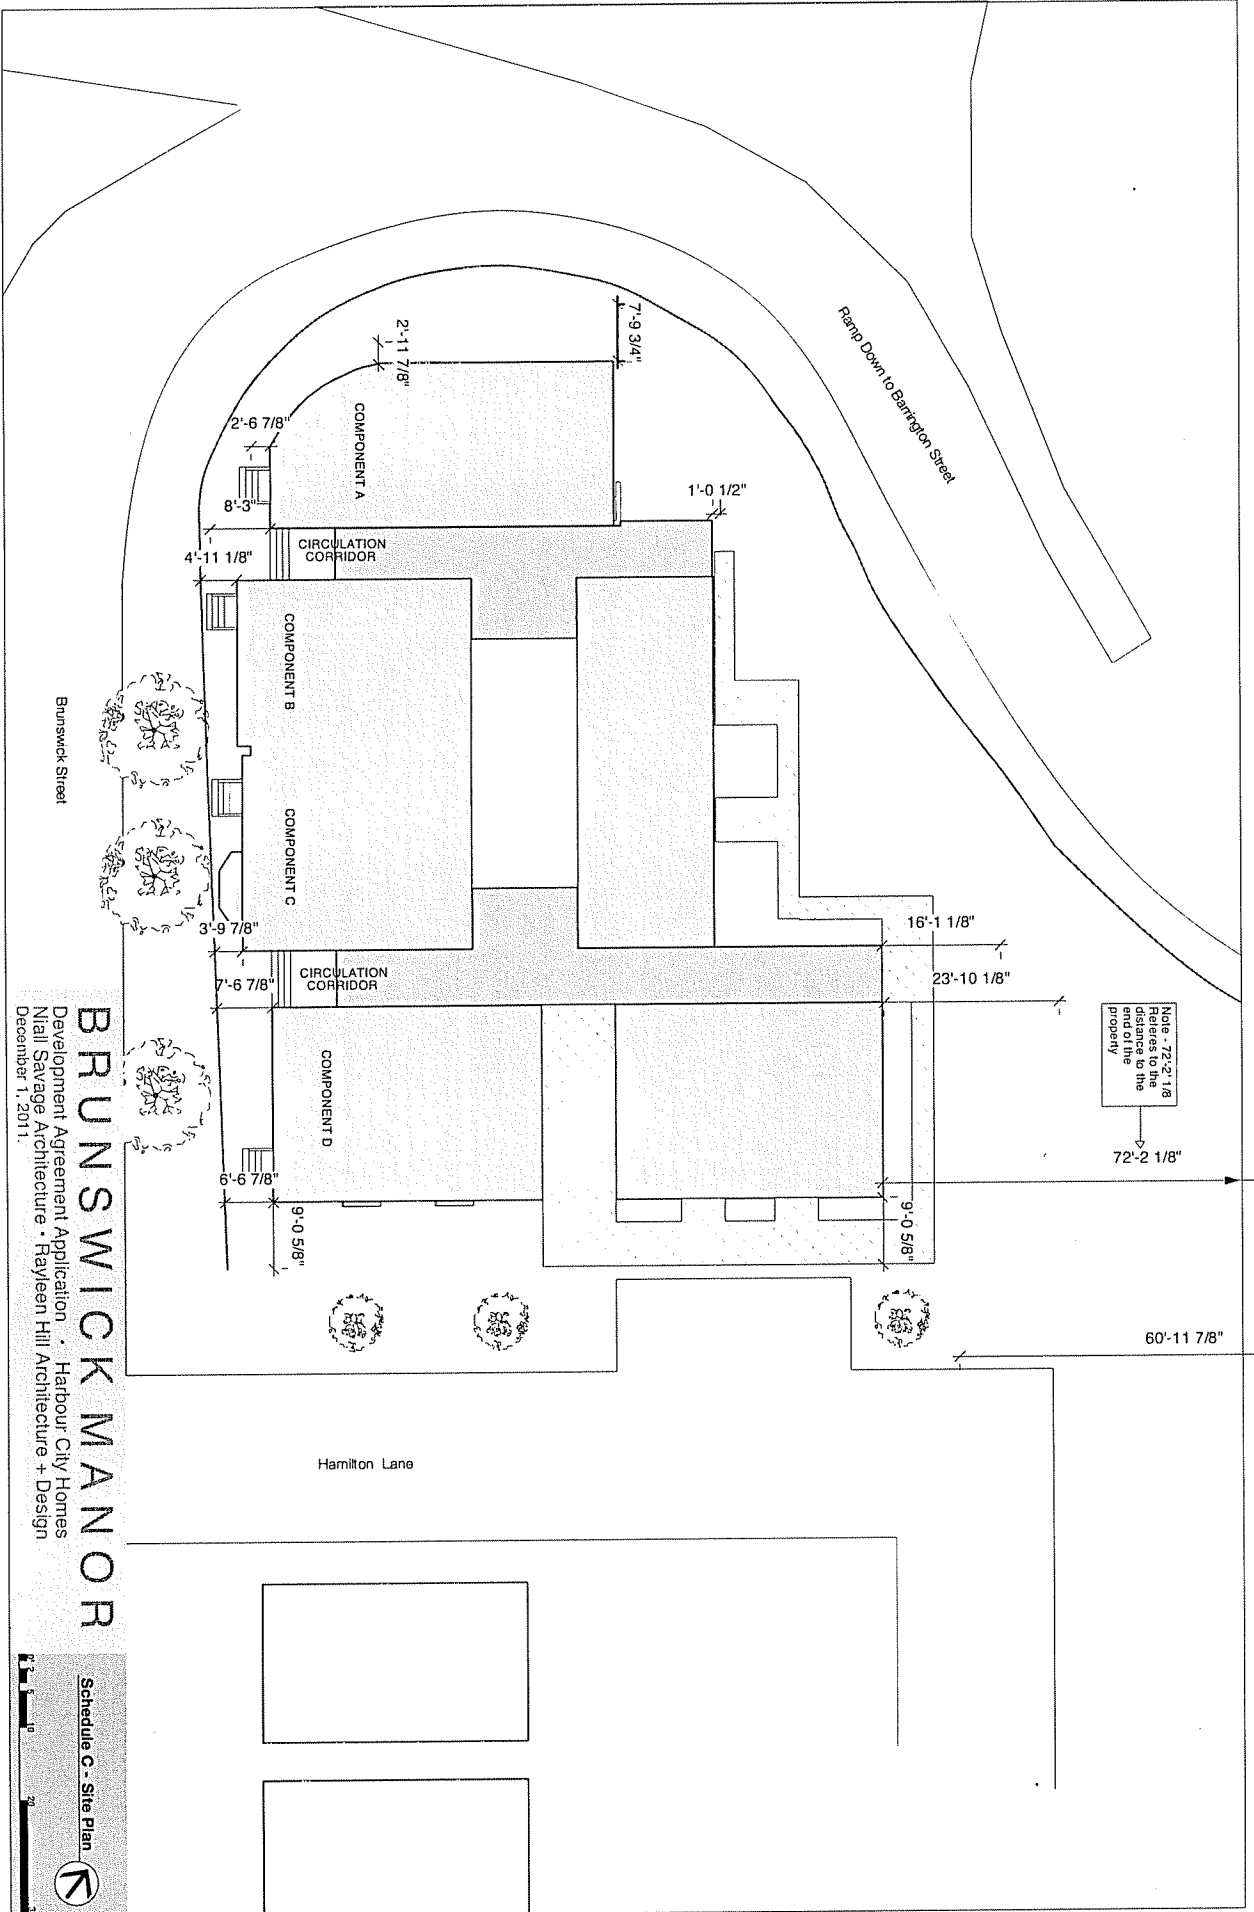 Ramp Down to Barrington Street
7'-9 3/4"
2'-11 7/8"
2'-6 7/8"
COMPONENT A
8'-3"
1'-0 1/2"
CIRCULATION
CORRIDOR
4'-11 1/8"
COMPONENT B
Brunswick Street
COMPONENT C
3'-9 7/8"
16'-1 1/8"
7'-6 7/8"
CIRCULATION
CORRIDOR
23'-10 1/8"
Note - 72'-2' 1/8
Referes to the
distance to the
end of the
property
72'-2 1/8"
COMPONENT D
6'-6 7/8"
9'-0 5/8"
9'-0 5/8"
60'-11 7/8"
Hamilton Lane
BRUNSWICK MANOR
Development Agreement Application • Harbour City Homes
Niall Savage Architecture • Rayleen Hill Architecture + Design
December 1, 2011.
Schedule C - Site Plan
0' 2 5 10 20